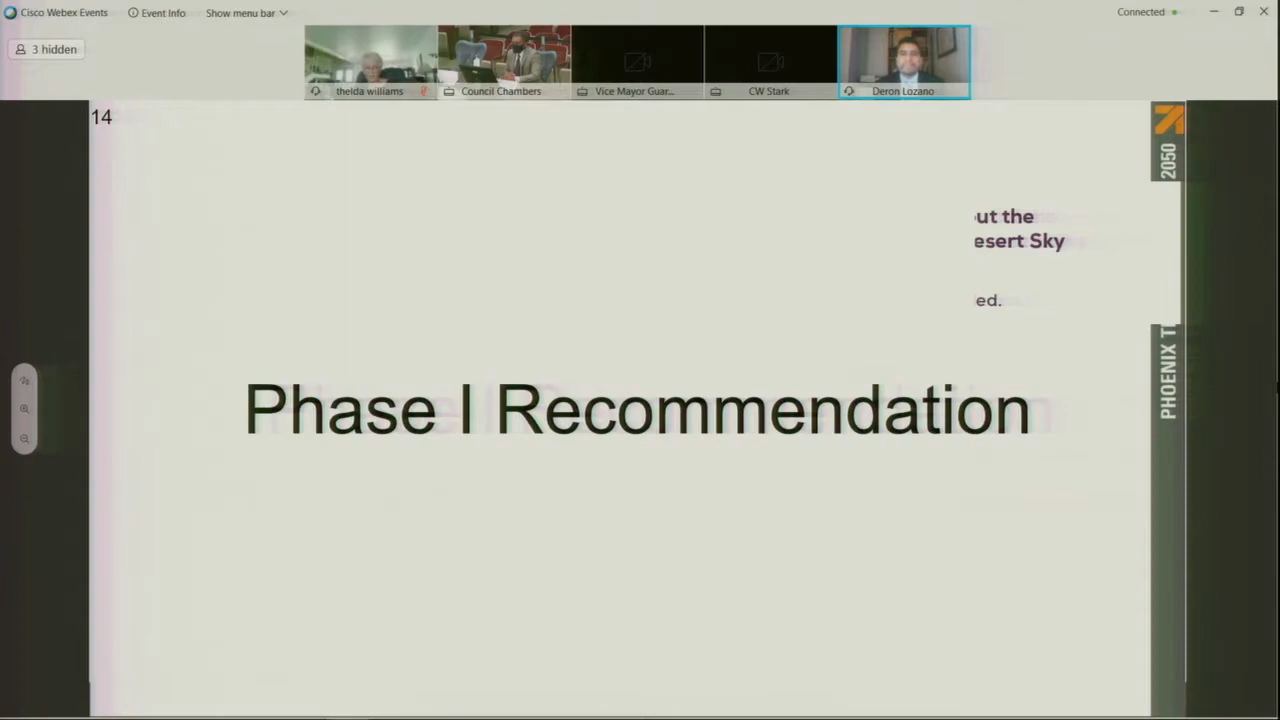 Cisco Webex Events
Event Info
Show menu bar
Connected
3 hidden
thelda williams
Council Chambers
Vice Mayor Guar...
CW Stark
Deron Lozano
14
2050
ut the
esert Sky
ed.
PHOENIX T
Phase I Recommendation